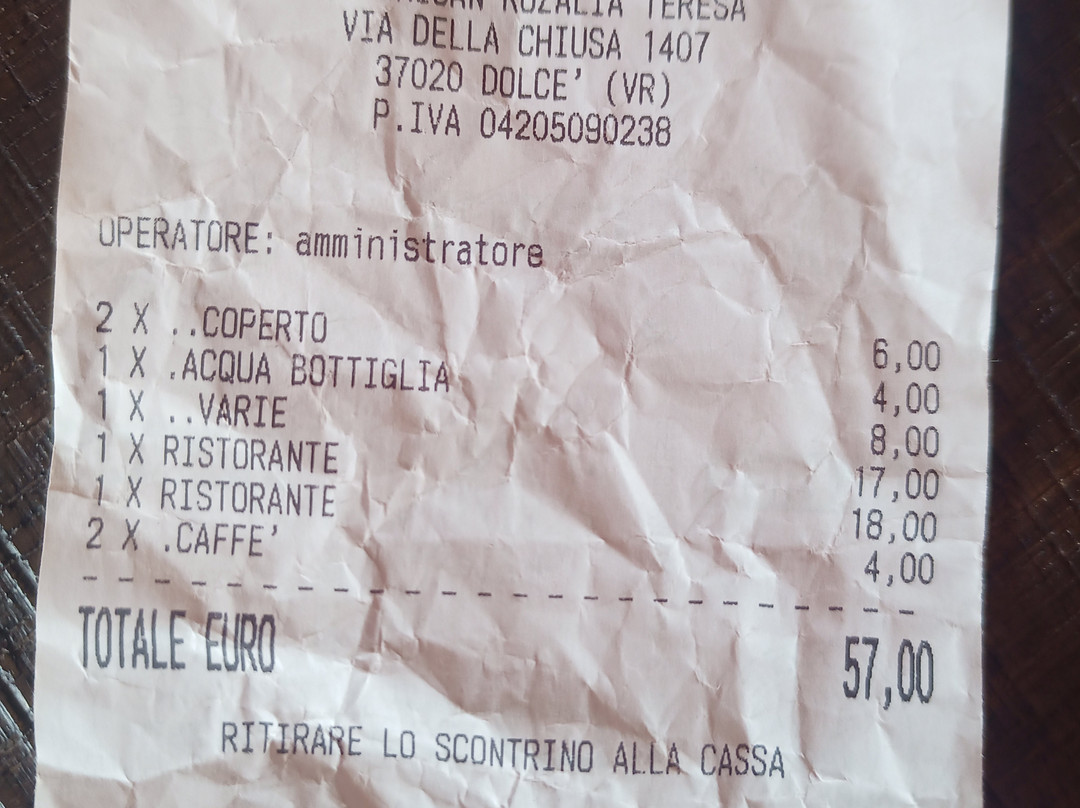 ROZALIA TERESA
VIA DELLA CHIUSA 1407
37020 DOLCE' (VR)
P.IVA 04205090238
OPERATORE: amministratore
2 X ..COPERTO 6,00
1 X .ACQUA BOTTIGLIA 4,00
1 X ..VARIE 8,00
1 X RISTORANTE 17,00
1 X RISTORANTE 18,00
2 X .CAFFE' 4,00
TOTALE EURO 57,00
RITIRARE LO SCONTRINO ALLA CASSA